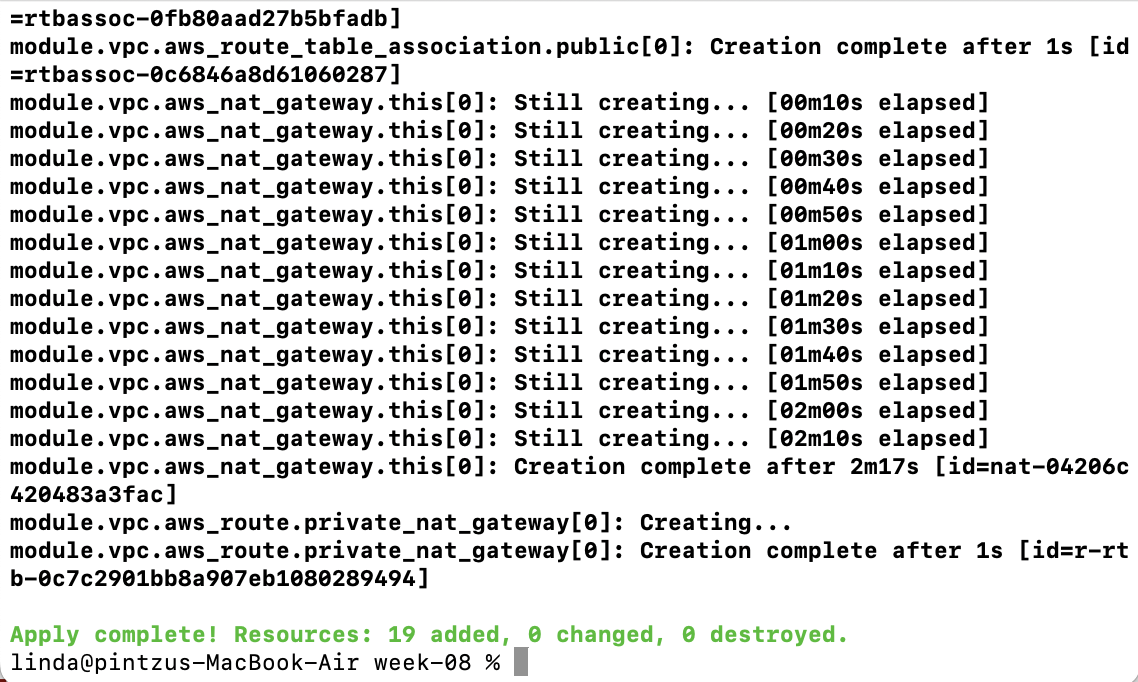 =rtbassoc-0fb80aad27b5bfadb]
module.vpc.aws_route_table_association.public[0]: Creation complete after 1s [id
=rtbassoc-0c6846a8d61060287]
module.vpc.aws_nat_gateway.this[0]: Still creating... [00m10s elapsed]
module.vpc.aws_nat_gateway.this[0]: Still creating... [00m20s elapsed]
module.vpc.aws_nat_gateway.this[0]: Still creating... [00m30s elapsed]
module.vpc.aws_nat_gateway.this[0]: Still creating... [00m40s elapsed]
module.vpc.aws_nat_gateway.this[0]: Still creating... [00m50s elapsed]
module.vpc.aws_nat_gateway.this[0]: Still creating... [01m00s elapsed]
module.vpc.aws_nat_gateway.this[0]: Still creating... [01m10s elapsed]
module.vpc.aws_nat_gateway.this[0]: Still creating... [01m20s elapsed]
module.vpc.aws_nat_gateway.this[0]: Still creating... [01m30s elapsed]
module.vpc.aws_nat_gateway.this[0]: Still creating... [01m40s elapsed]
module.vpc.aws_nat_gateway.this[0]: Still creating... [01m50s elapsed]
module.vpc.aws_nat_gateway.this[0]: Still creating... [02m00s elapsed]
module.vpc.aws_nat_gateway.this[0]: Still creating... [02m10s elapsed]
module.vpc.aws_nat_gateway.this[0]: Creation complete after 2m17s [id=nat-04206c
420483a3fac]
module.vpc.aws_route.private_nat_gateway[0]: Creating...
module.vpc.aws_route.private_nat_gateway[0]: Creation complete after 1s [id=r-rt
b-0c7c2901bb8a907eb1080289494]
Apply complete! Resources: 19 added, 0 changed, 0 destroyed.
linda@pintzus-MacBook-Air week-08 %